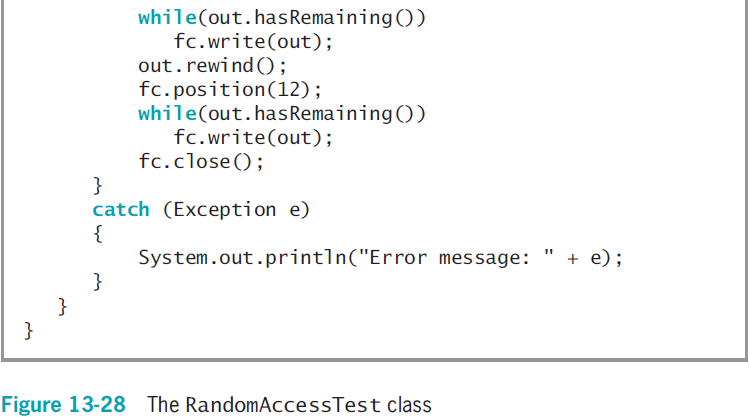 while(out.hasRemaining())
fc.write(out);
out.rewind();
fc.position(12);
while(out.hasRemaining())
fc.write(out);
fc.close();
}
catch (Exception e)
{
System.out.println("Error message: " + e);
}
}
}
Figure 13-28 The RandomAccessTest class